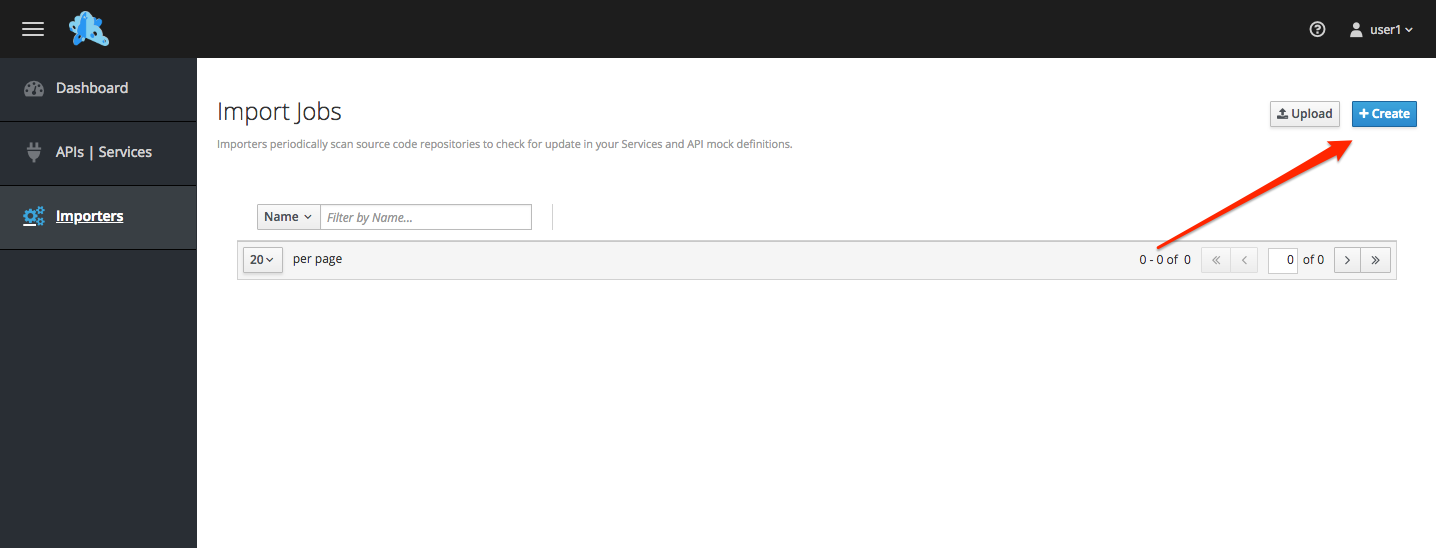 user1
Dashboard
APIs | Services
Importers
Import Jobs
Upload
+ Create
Importers periodically scan source code repositories to check for update in your Services and API mock definitions.
Name Filter by Name...
20 per page 0 - 0 of 0 0 of 0